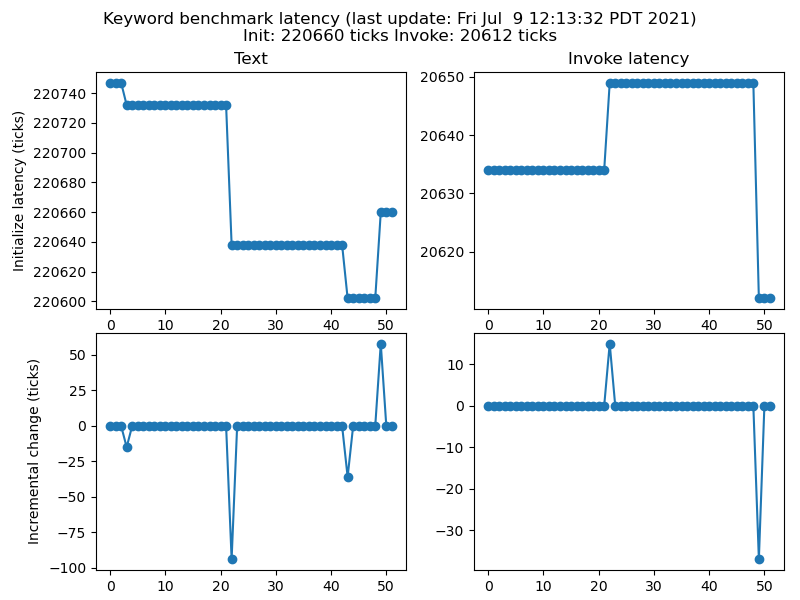 Keyword benchmark latency (last update: Fri Jul  9 12:13:32 PDT 2021)
Init: 220660 ticks Invoke: 20612 ticks
Text
Initialize latency (ticks)
220740
220720
220700
220680
220660
220640
220620
220600
0 10 20 30 40 50
Invoke latency
20650
20640
20630
20620
0 10 20 30 40 50
Incremental change (ticks)
50
25
0
−25
−50
−75
−100
0 10 20 30 40 50
10
0
−10
−20
−30
0 10 20 30 40 50